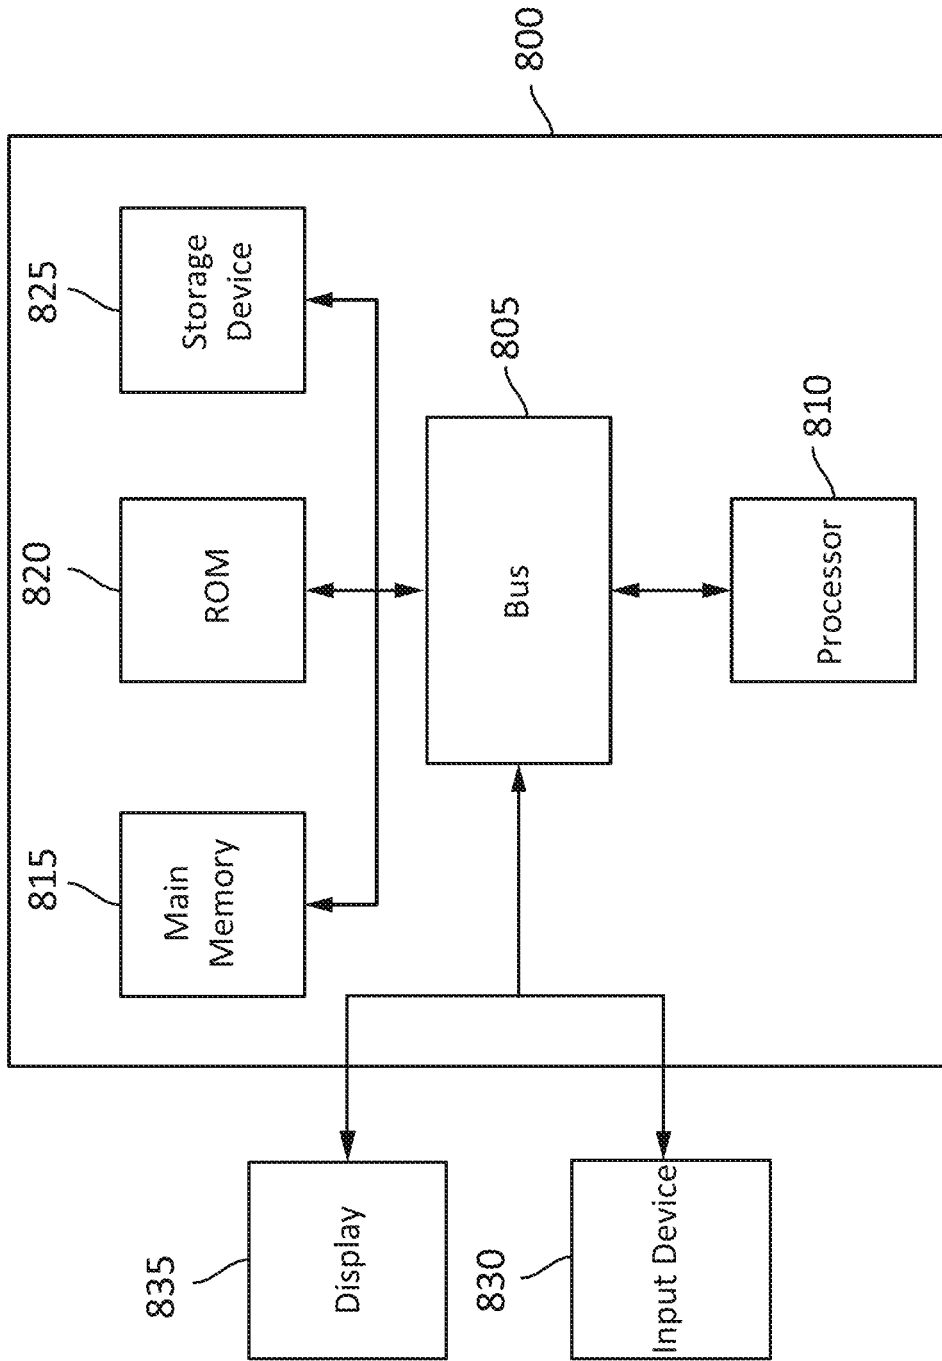 815
820
825
835
Main
Memory
ROM
Storage
Device
Display
830
Bus
805
800
Input Device
Processor
810